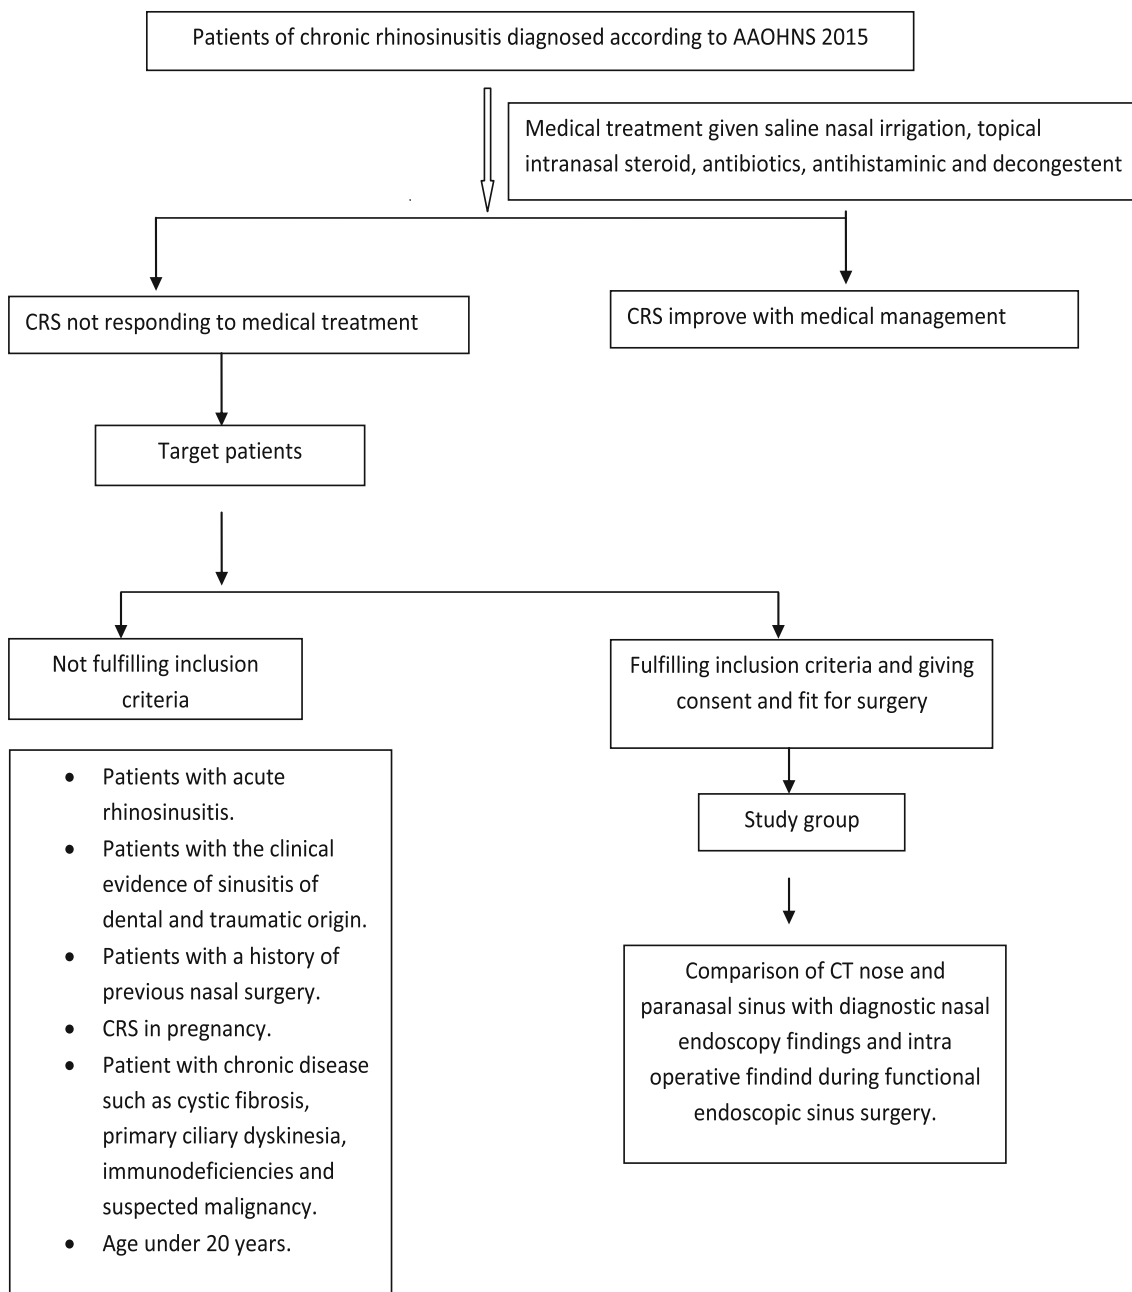 Patients of chronic rhinosinusitis diagnosed according to AAOHNS 2015
Medical treatment given saline nasal irrigation, topical
intranasal steroid, antibiotics, antihistaminic and decongestent
CRS not responding to medical treatment
CRS improve with medical management
Target patients
Not fulfilling inclusion
criteria
Fulfilling inclusion criteria and giving
consent and fit for surgery
• Patients with acute
rhinosinusitis.
• Patients with the clinical
evidence of sinusitis of
dental and traumatic origin.
• Patients with a history of
previous nasal surgery.
• CRS in pregnancy.
• Patient with chronic disease
such as cystic fibrosis,
primary ciliary dyskinesia,
immunodeficiencies and
suspected malignancy.
• Age under 20 years.
Study group
Comparison of CT nose and
paranasal sinus with diagnostic nasal
endoscopy findings and intra
operative findind during functional
endoscopic sinus surgery.